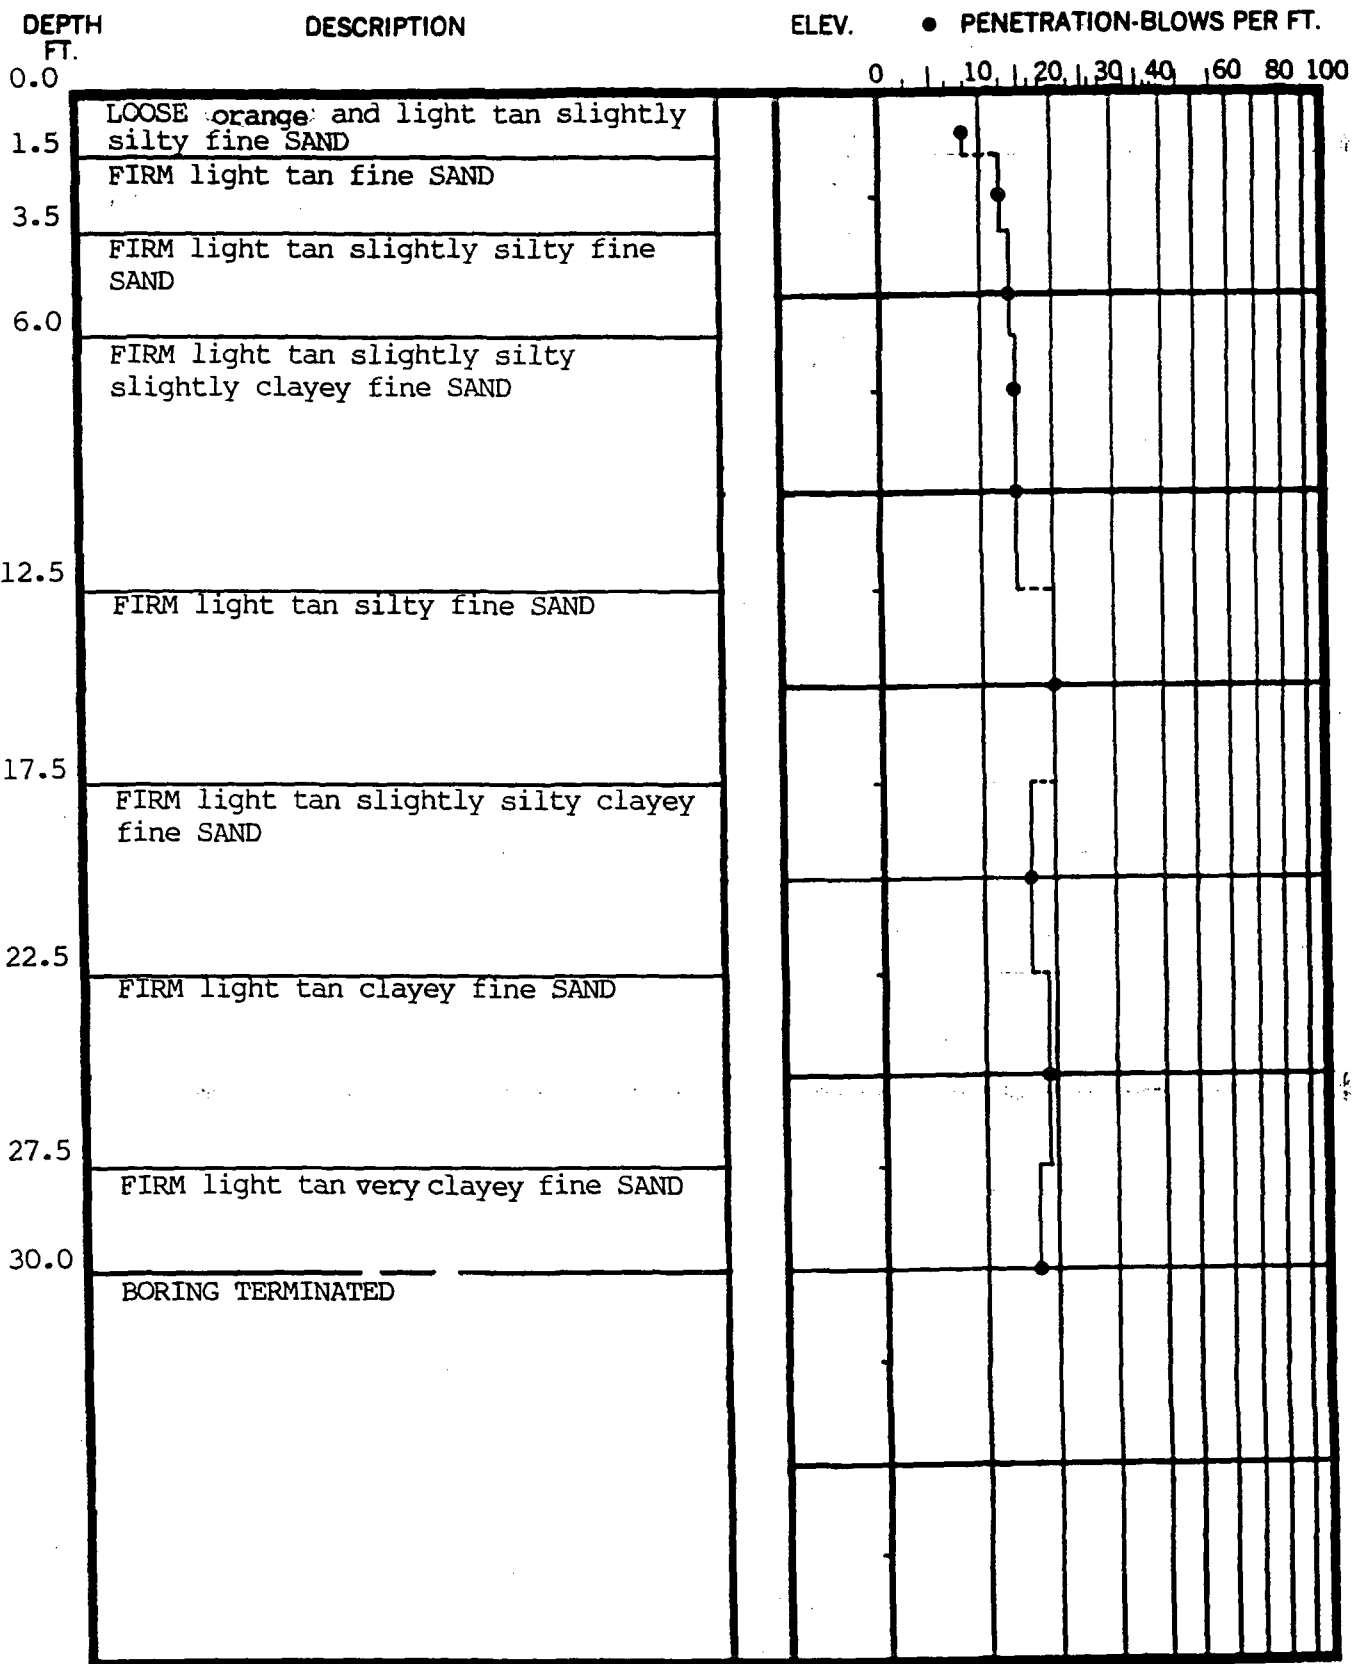 DEPTH FT. DESCRIPTION ELEV. ● PENETRATION-BLOWS PER FT.
0.0 0 10 20 30 40 60 80 100
LOOSE orange and light tan slightly
1.5 silty fine SAND
FIRM light tan fine SAND
3.5
FIRM light tan slightly silty fine
SAND
6.0
FIRM light tan slightly silty
slightly clayey fine SAND
12.5
FIRM light tan silty fine SAND
17.5
FIRM light tan slightly silty clayey
fine SAND
22.5
FIRM light tan clayey fine SAND
27.5
FIRM light tan very clayey fine SAND
30.0
BORING TERMINATED